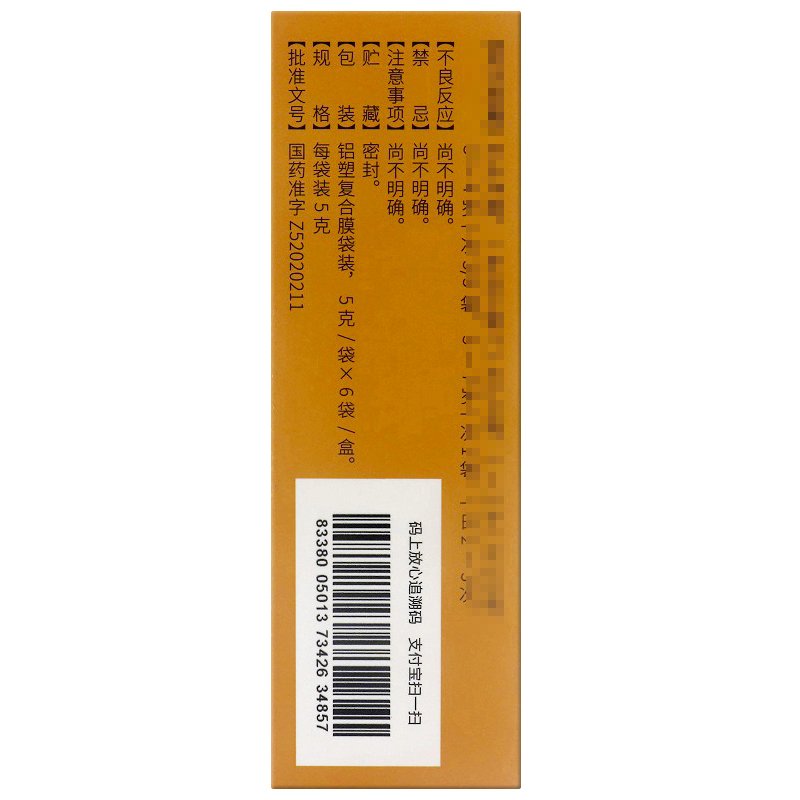 【不良反应】尚不明确。
【禁　　忌】尚不明确。
【注意事项】尚不明确。
【贮　　藏】密封。
【包　　装】铝塑复合膜袋装，5克/袋×6袋/盒。
【规　　格】每袋装5克
【批准文号】国药准字Z52020211
码上放心追溯码 支付宝扫一扫
83380 05013 73426 34857